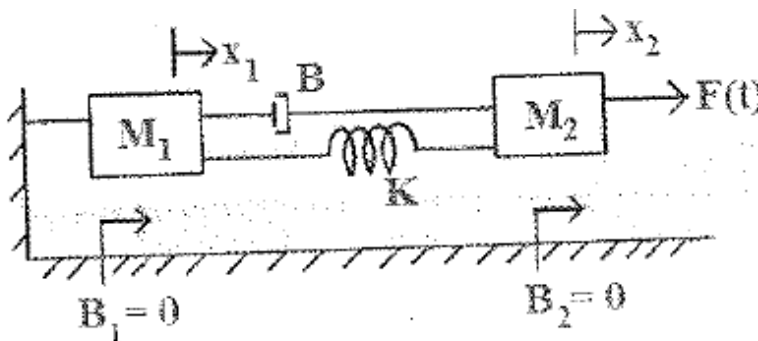 x₁
x₂
B
M₁
M₂
F(t)
K
B₁ = 0
B₂ = 0